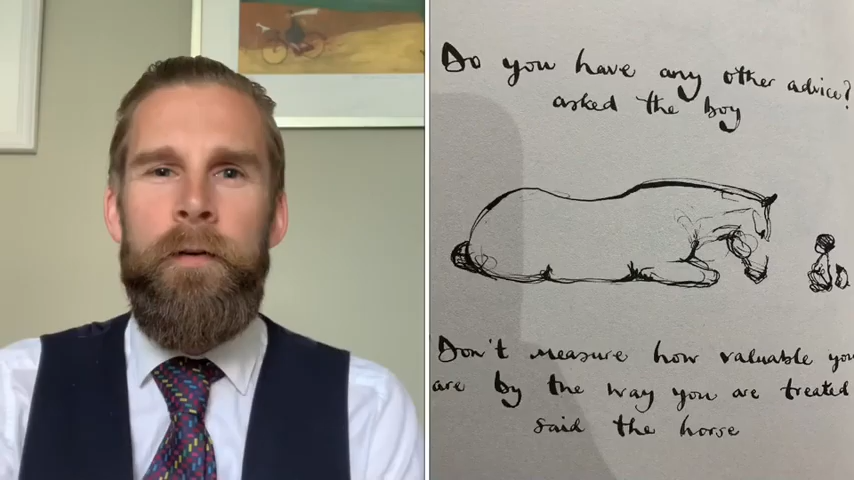 Do you have any other advice?
asked the boy
Don't measure how valuable you
are by the way you are treated
said the horse